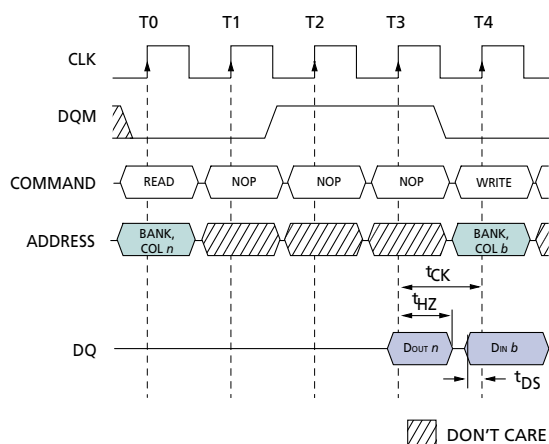 T0 T1 T2 T3 T4
CLK
DQM
COMMAND READ NOP NOP NOP WRITE
ADDRESS BANK, COL n BANK, COL b
tCK
tHZ
DQ DOUT n DIN b
tDS
DON'T CARE